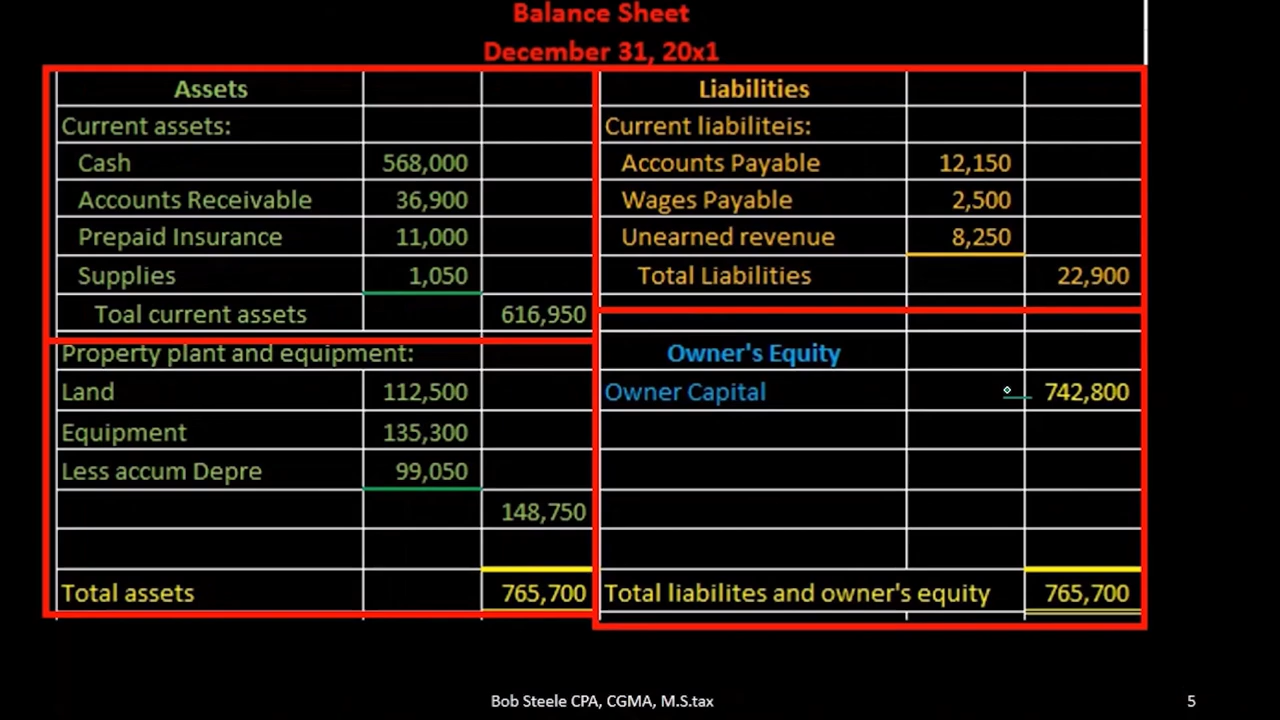 Balance Sheet
December 31, 20x1
Assets
Current assets:
Cash 568,000
Accounts Receivable 36,900
Prepaid Insurance 11,000
Supplies 1,050
Toal current assets 616,950
Property plant and equipment:
Land 112,500
Equipment 135,300
Less accum Depre 99,050
148,750
Total assets 765,700
Liabilities
Current liabiliteis:
Accounts Payable 12,150
Wages Payable 2,500
Unearned revenue 8,250
Total Liabilities 22,900
Owner's Equity
Owner Capital 742,800
Total liabilites and owner's equity 765,700
Bob Steele CPA, CGMA, M.S.tax 5